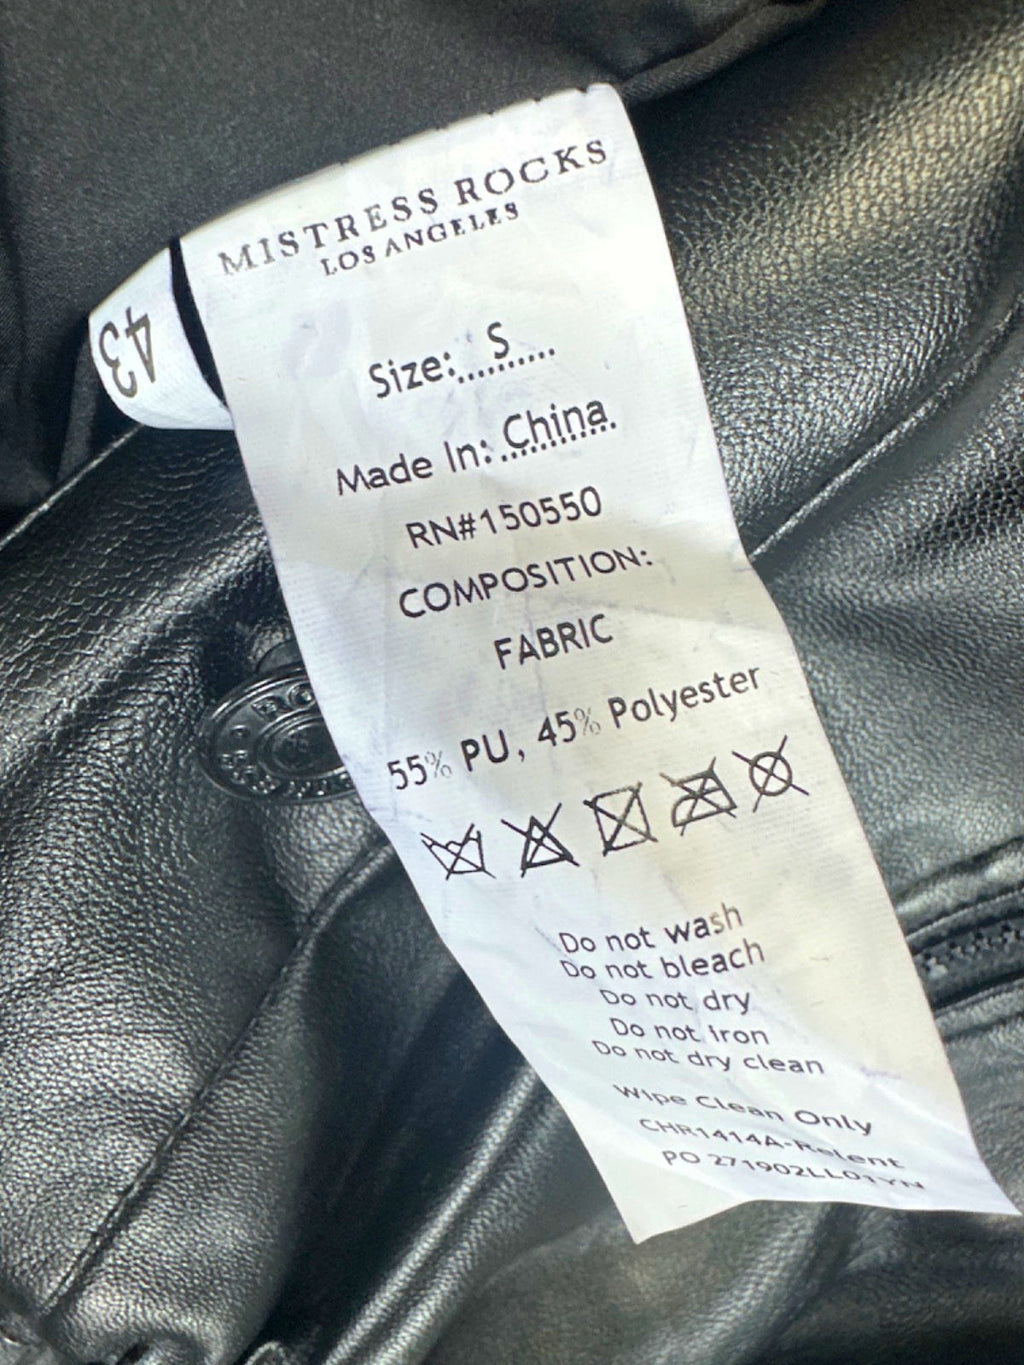 MISTRESS ROCKS
LOS ANGELES
43
Size: S
Made In: China
RN#150550
COMPOSITION:
FABRIC
55% PU, 45% Polyester
Do not wash
Do not bleach
Do not dry
Do not iron
Do not dry clean
Wipe Clean Only
CHR1414A-Relent
PO 271902LL01YN